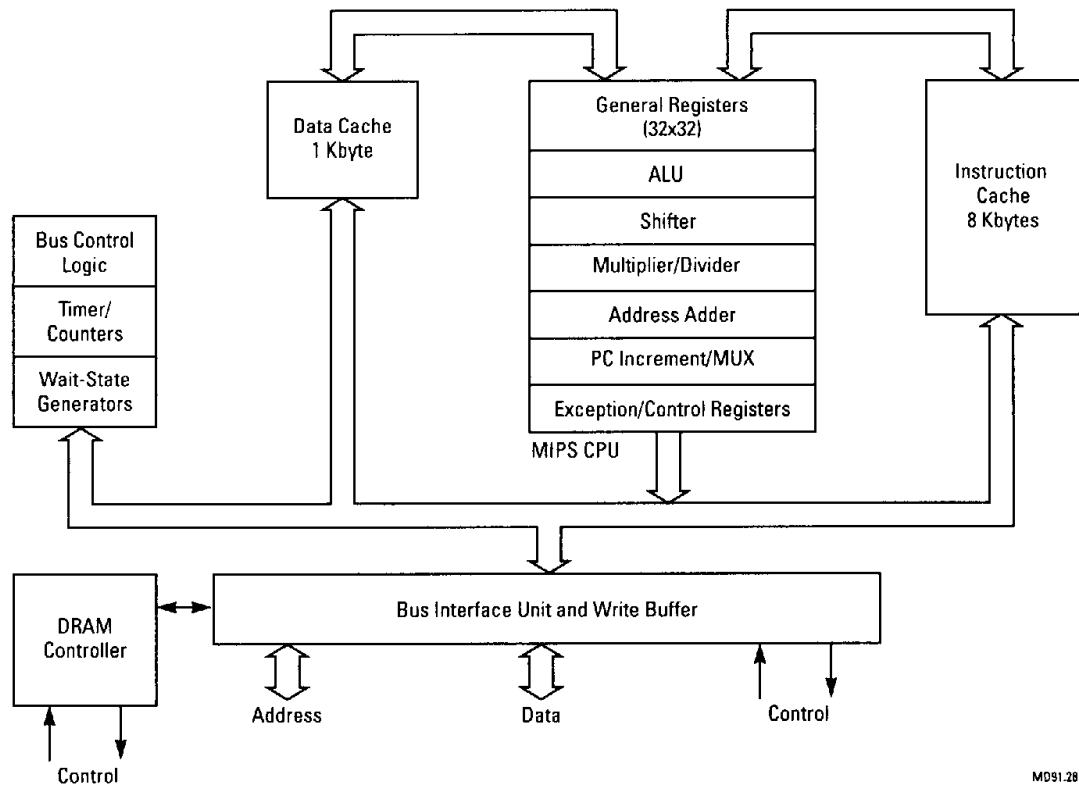 Data Cache
1 Kbyte
General Registers
(32x32)
ALU
Shifter
Multiplier/Divider
Address Adder
PC Increment/MUX
Exception/Control Registers
MIPS CPU
Instruction
Cache
8 Kbytes
Bus Control
Logic
Timer/
Counters
Wait-State
Generators
DRAM
Controller
Bus Interface Unit and Write Buffer
Address
Data
Control
Control
MD91.28